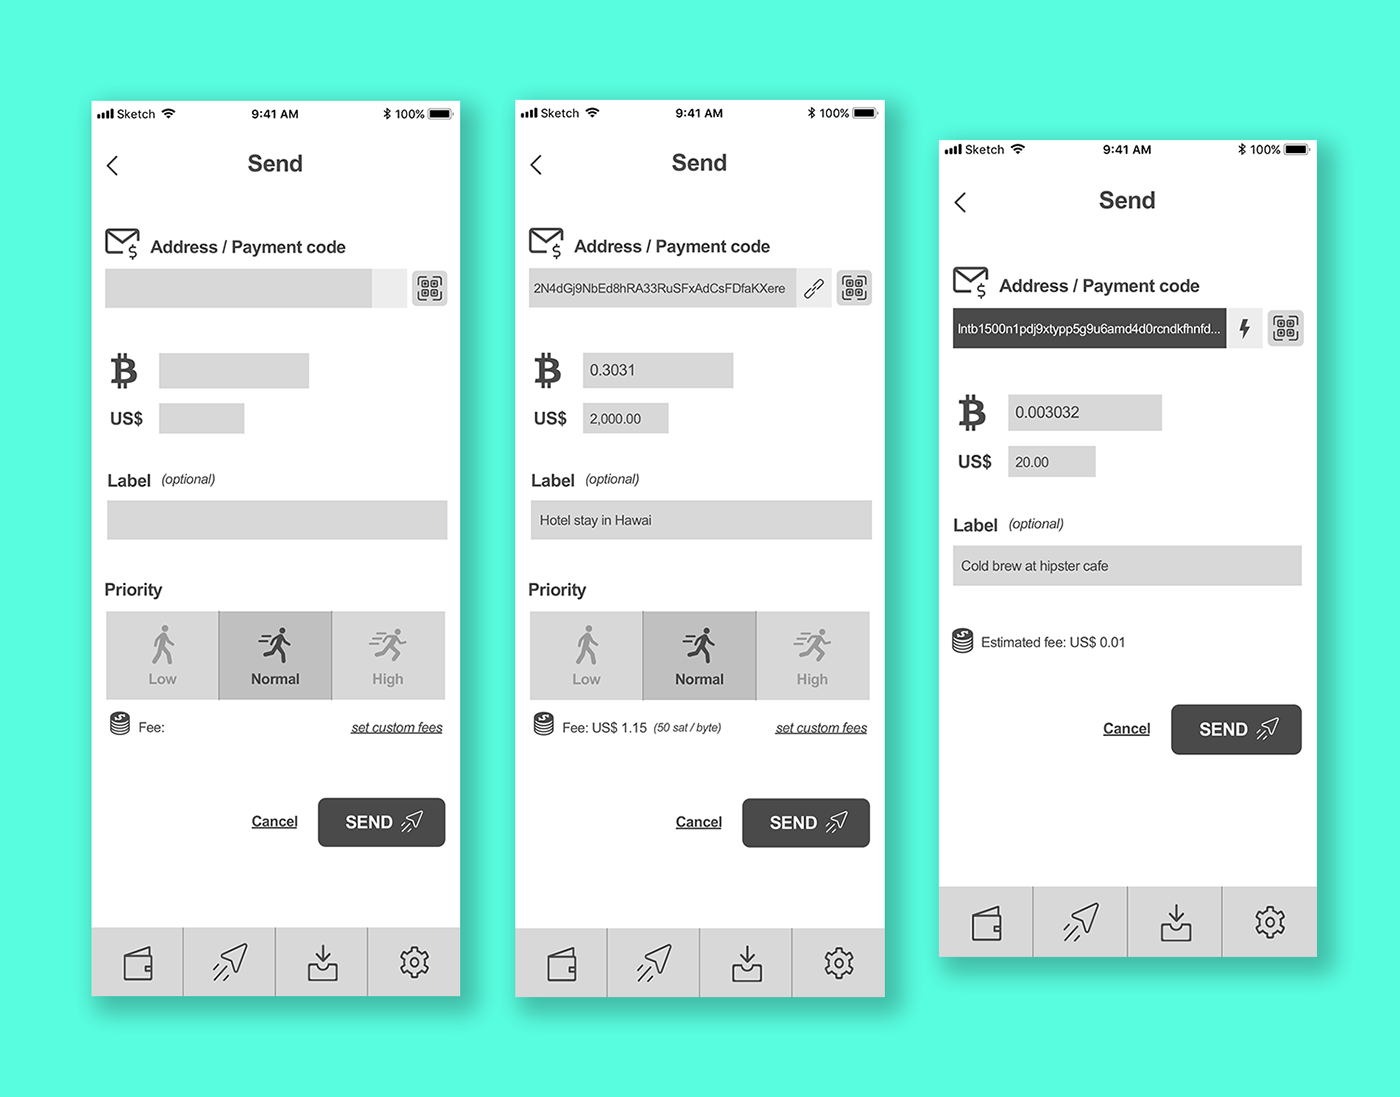 Sketch 9:41 AM 100%
Send
Address / Payment code
US$
Label (optional)
Priority
Low Normal High
Fee: set custom fees
Cancel SEND
Sketch 9:41 AM 100%
Send
Address / Payment code
2N4dGj9NbEd8hRA33RuSFxAdCsFDfaKXere
0.3031
US$ 2,000.00
Label (optional)
Hotel stay in Hawai
Priority
Low Normal High
Fee: US$ 1.15 (50 sat / byte) set custom fees
Cancel SEND
Sketch 9:41 AM 100%
Send
Address / Payment code
lntb1500n1pdj9xtypp5g9u6amd4d0rcndkfhnfd...
0.003032
US$ 20.00
Label (optional)
Cold brew at hipster cafe
Estimated fee: US$ 0.01
Cancel SEND